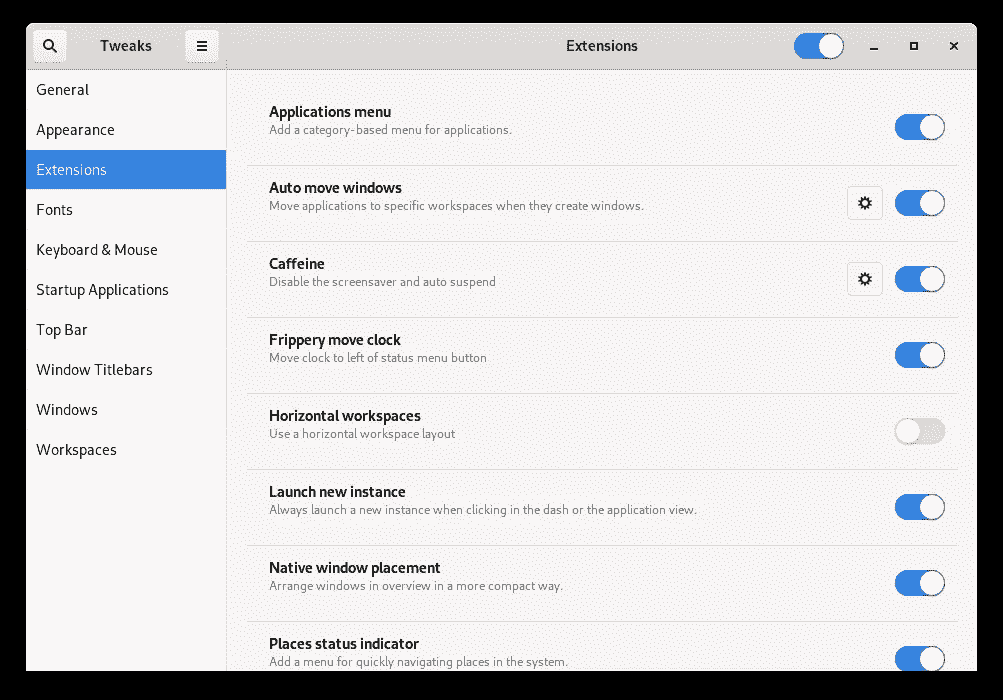 Tweaks
Extensions
General
Appearance
Extensions
Fonts
Keyboard & Mouse
Startup Applications
Top Bar
Window Titlebars
Windows
Workspaces
Applications menu
Add a category-based menu for applications.
Auto move windows
Move applications to specific workspaces when they create windows.
Caffeine
Disable the screensaver and auto suspend
Frippery move clock
Move clock to left of status menu button
Horizontal workspaces
Use a horizontal workspace layout
Launch new instance
Always launch a new instance when clicking in the dash or the application view.
Native window placement
Arrange windows in overview in a more compact way.
Places status indicator
Add a menu for quickly navigating places in the system.